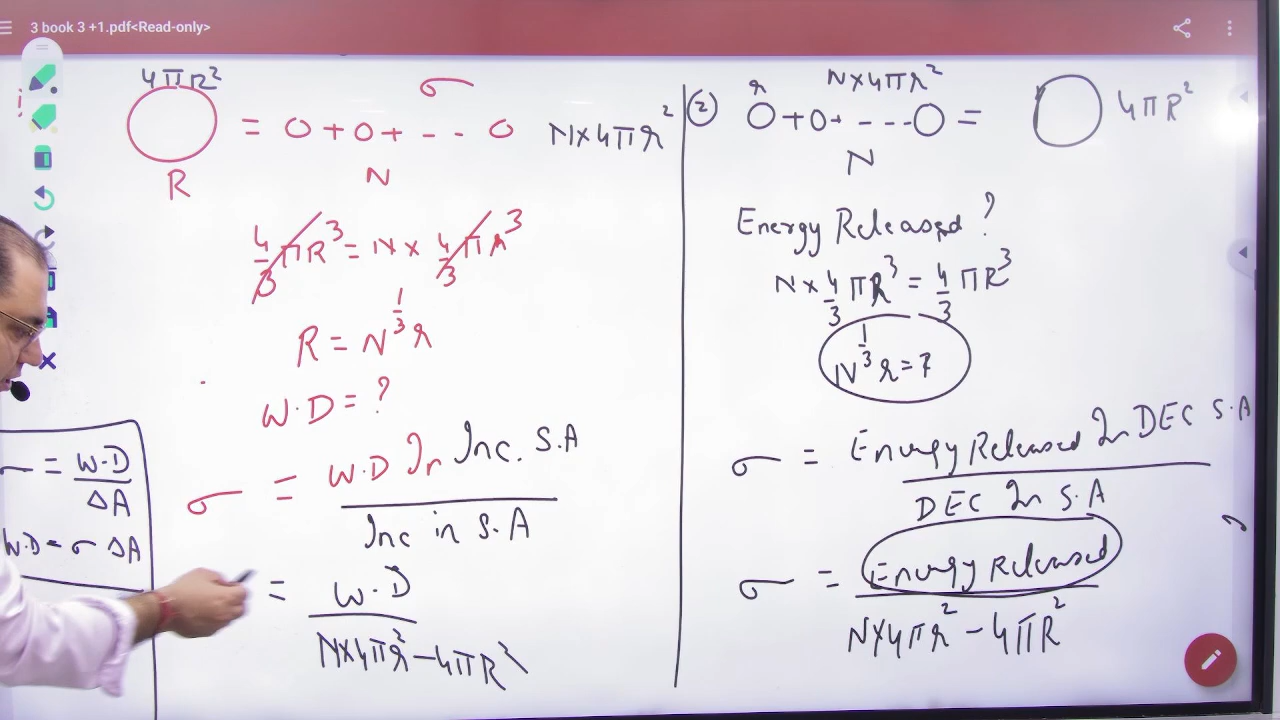 3 book 3 +1.pdf<Read-only>
4πR²
σ
= O + O + - - - O N×4πr²
R
N
4/3 πR³ = N × 4/3 πr³
R = N^1/3 r
W.D = ?
σ = W.D In Inc. S.A
Inc in S.A
= W.D
N×4πr² - 4πR²
σ = W.D
ΔA
W.D = σ ΔA
②
r
N×4πr²
O + O + - - - O = 4πR²
N
Energy Released ?
N × 4/3 πR³ = 4/3 πR³
N^1/3 r = R
σ = Energy Released In DEC S.A
DEC In S.A
σ = Energy Released
N×4πr² - 4πR²